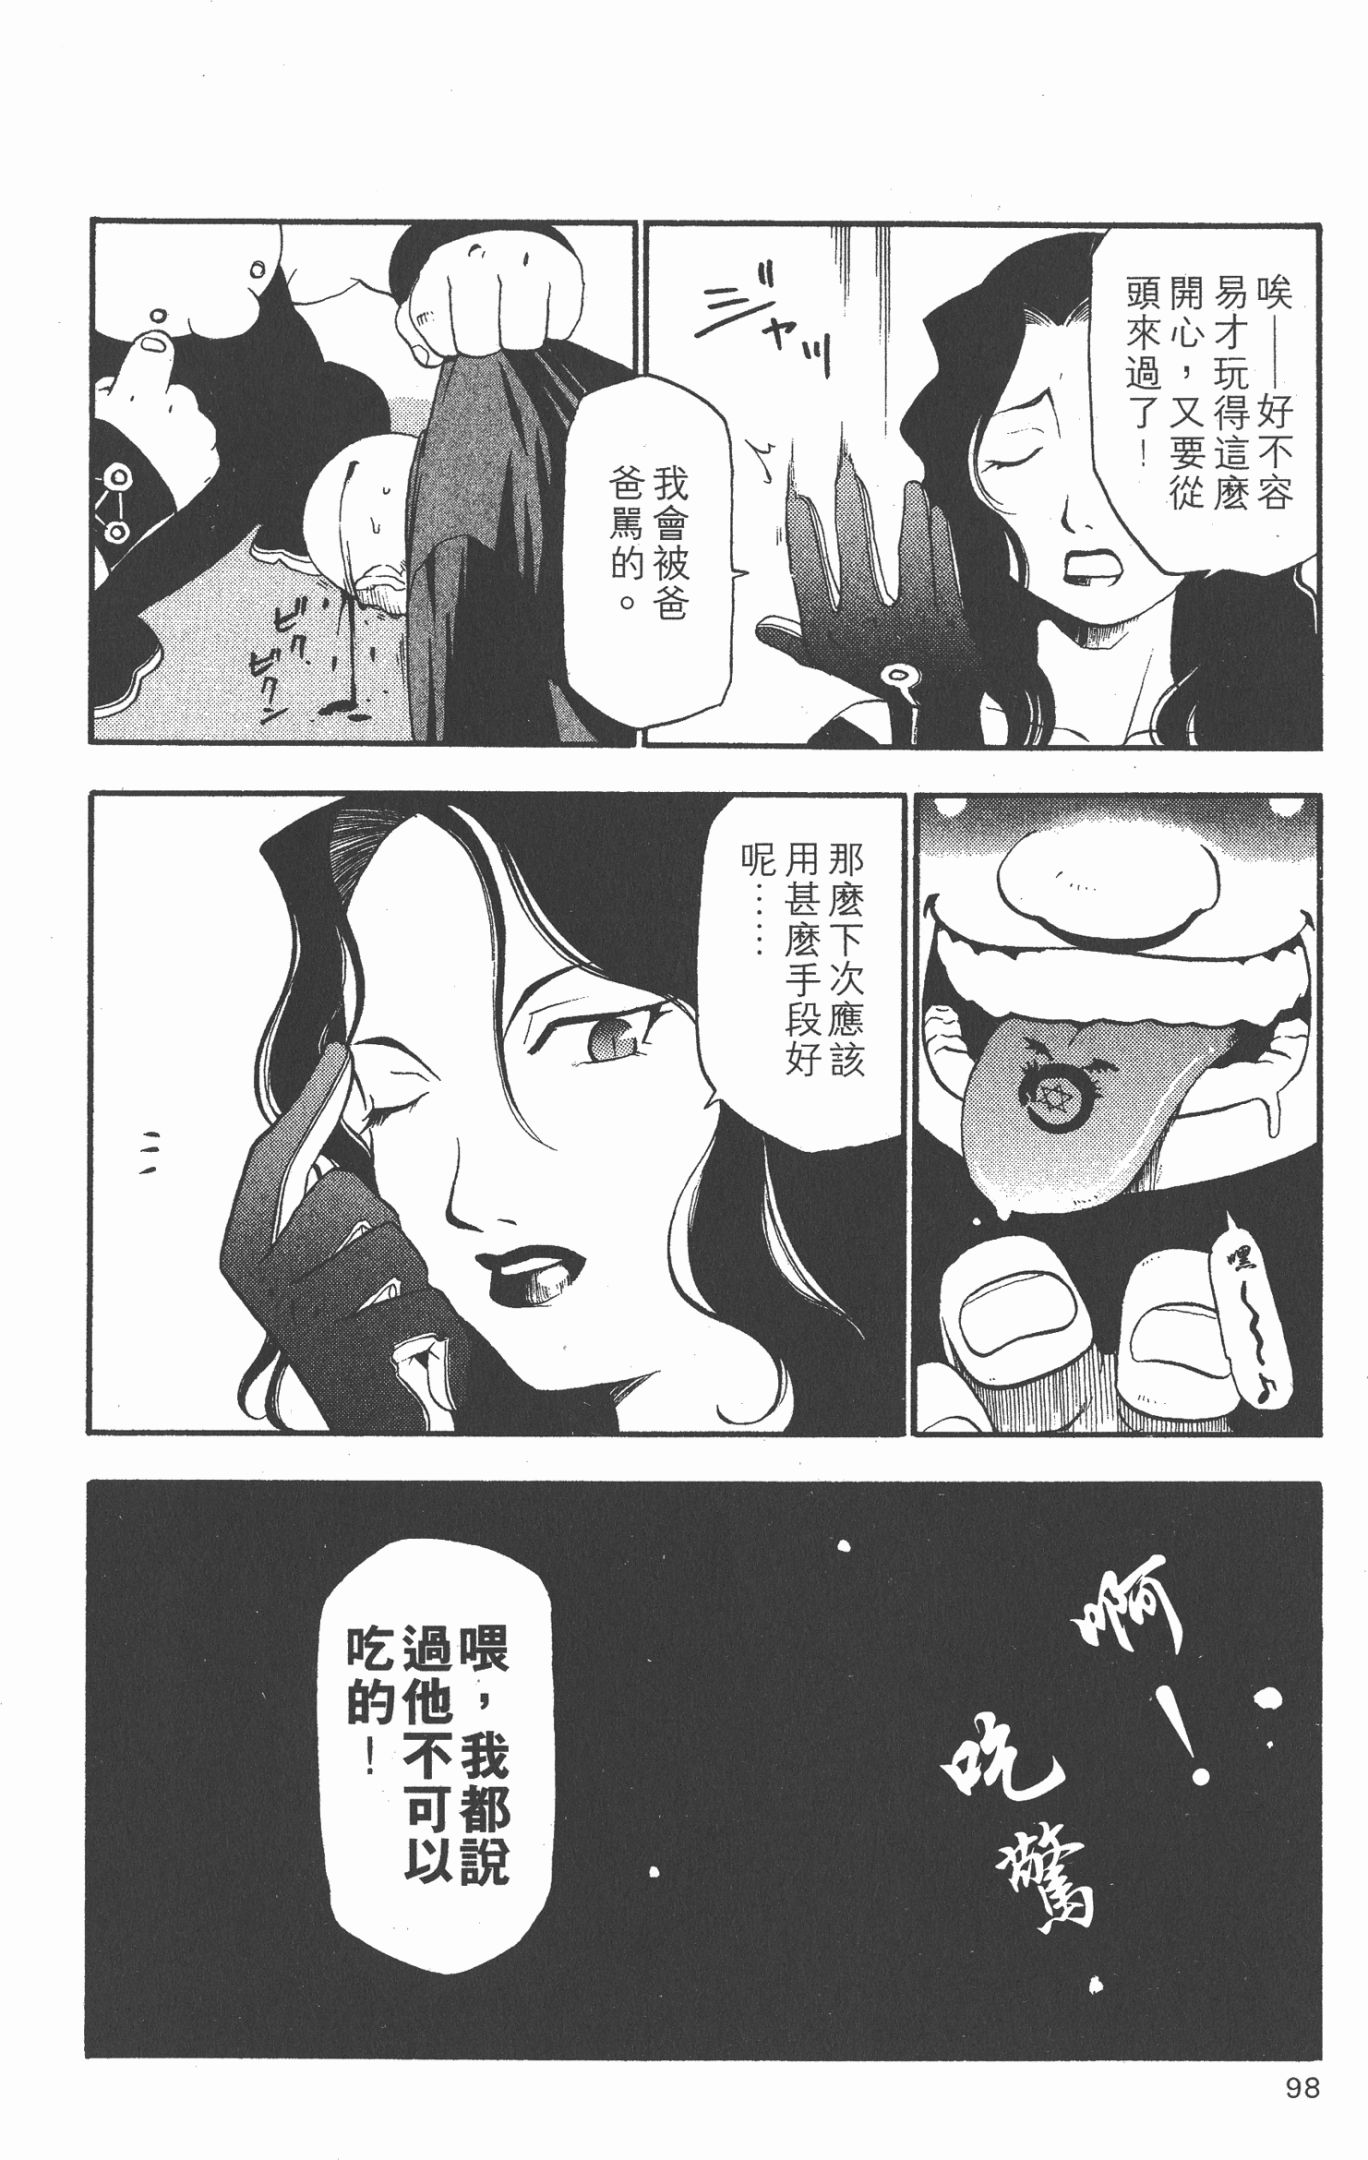 唉——好不容
易才玩得這麼
開心，又要從
頭來過了！
シャッ
我會被爸
爸罵的。
ビクビクン
嘿～～♪
那麼下次應該
用甚麼手段好
呢……
啊！
吃驚
喂，我都說
過他不可以
吃的！
98